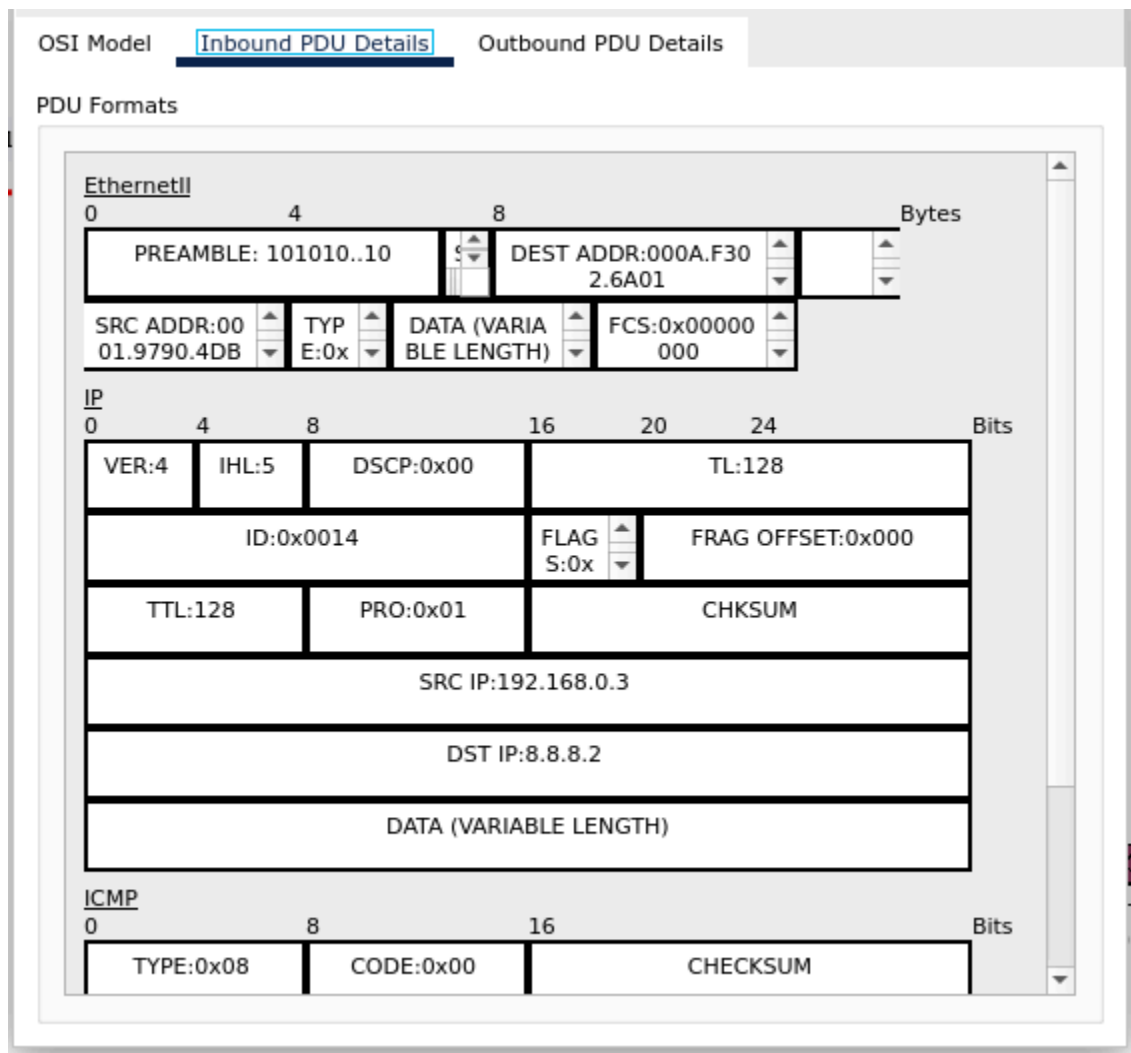 OSI Model Inbound PDU Details Outbound PDU Details
PDU Formats
EthernetII
0 4 8 Bytes
PREAMBLE: 101010..10 DEST ADDR:000A.F30
2.6A01
SRC ADDR:00 TYP DATA (VARIA FCS:0x00000
01.9790.4DB E:0x BLE LENGTH) 000
IP
0 4 8 16 20 24 Bits
VER:4 IHL:5 DSCP:0x00 TL:128
ID:0x0014 FLAG FRAG OFFSET:0x000
S:0x
TTL:128 PRO:0x01 CHKSUM
SRC IP:192.168.0.3
DST IP:8.8.8.2
DATA (VARIABLE LENGTH)
ICMP
0 8 16 Bits
TYPE:0x08 CODE:0x00 CHECKSUM